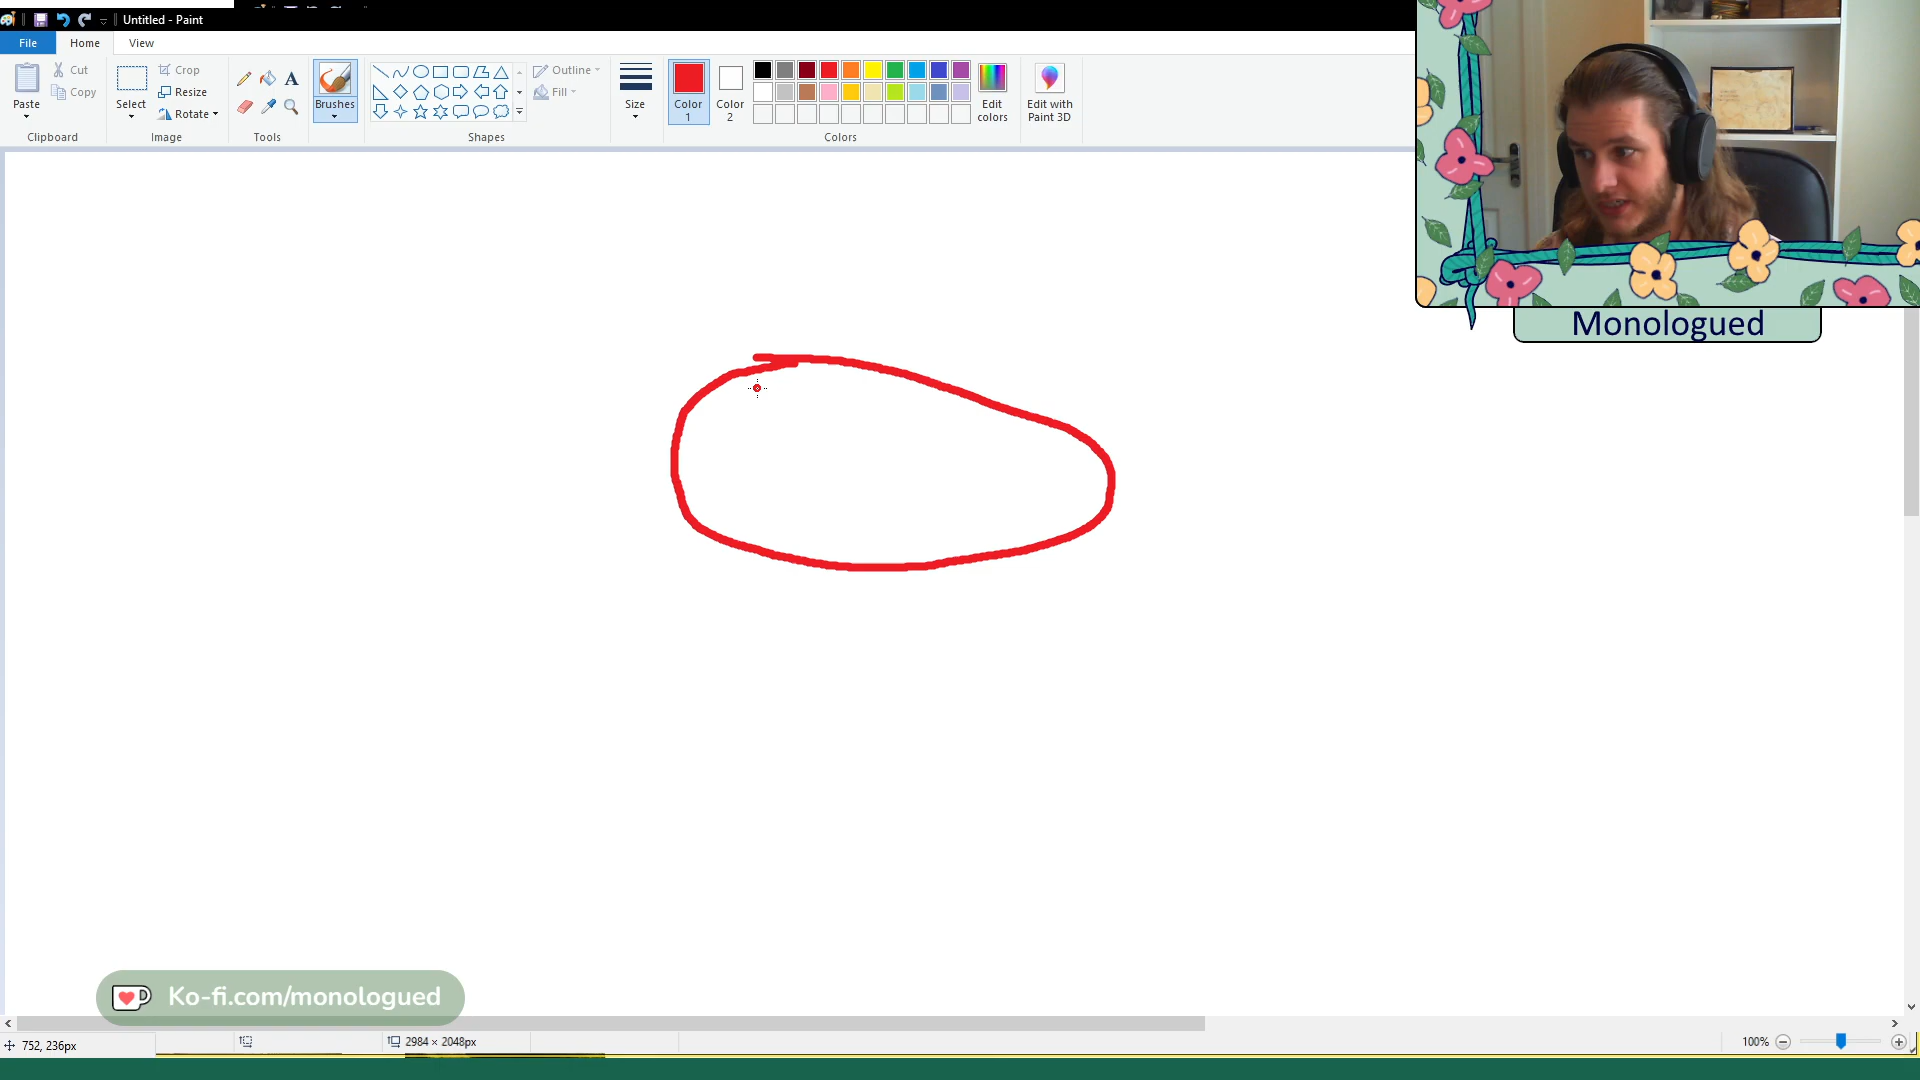 Untitled - Paint
File
Home
View
Paste
Cut
Copy
Clipboard
Select
Crop
Resize
Rotate
Image
A
Tools
Brushes
Outline
Fill
Shapes
Size
Color
1
Color
2
Edit
colors
Edit with
Paint 3D
Colors
Monologued
Ko-fi.com/monologued
752, 236px
2984 × 2048px
100%